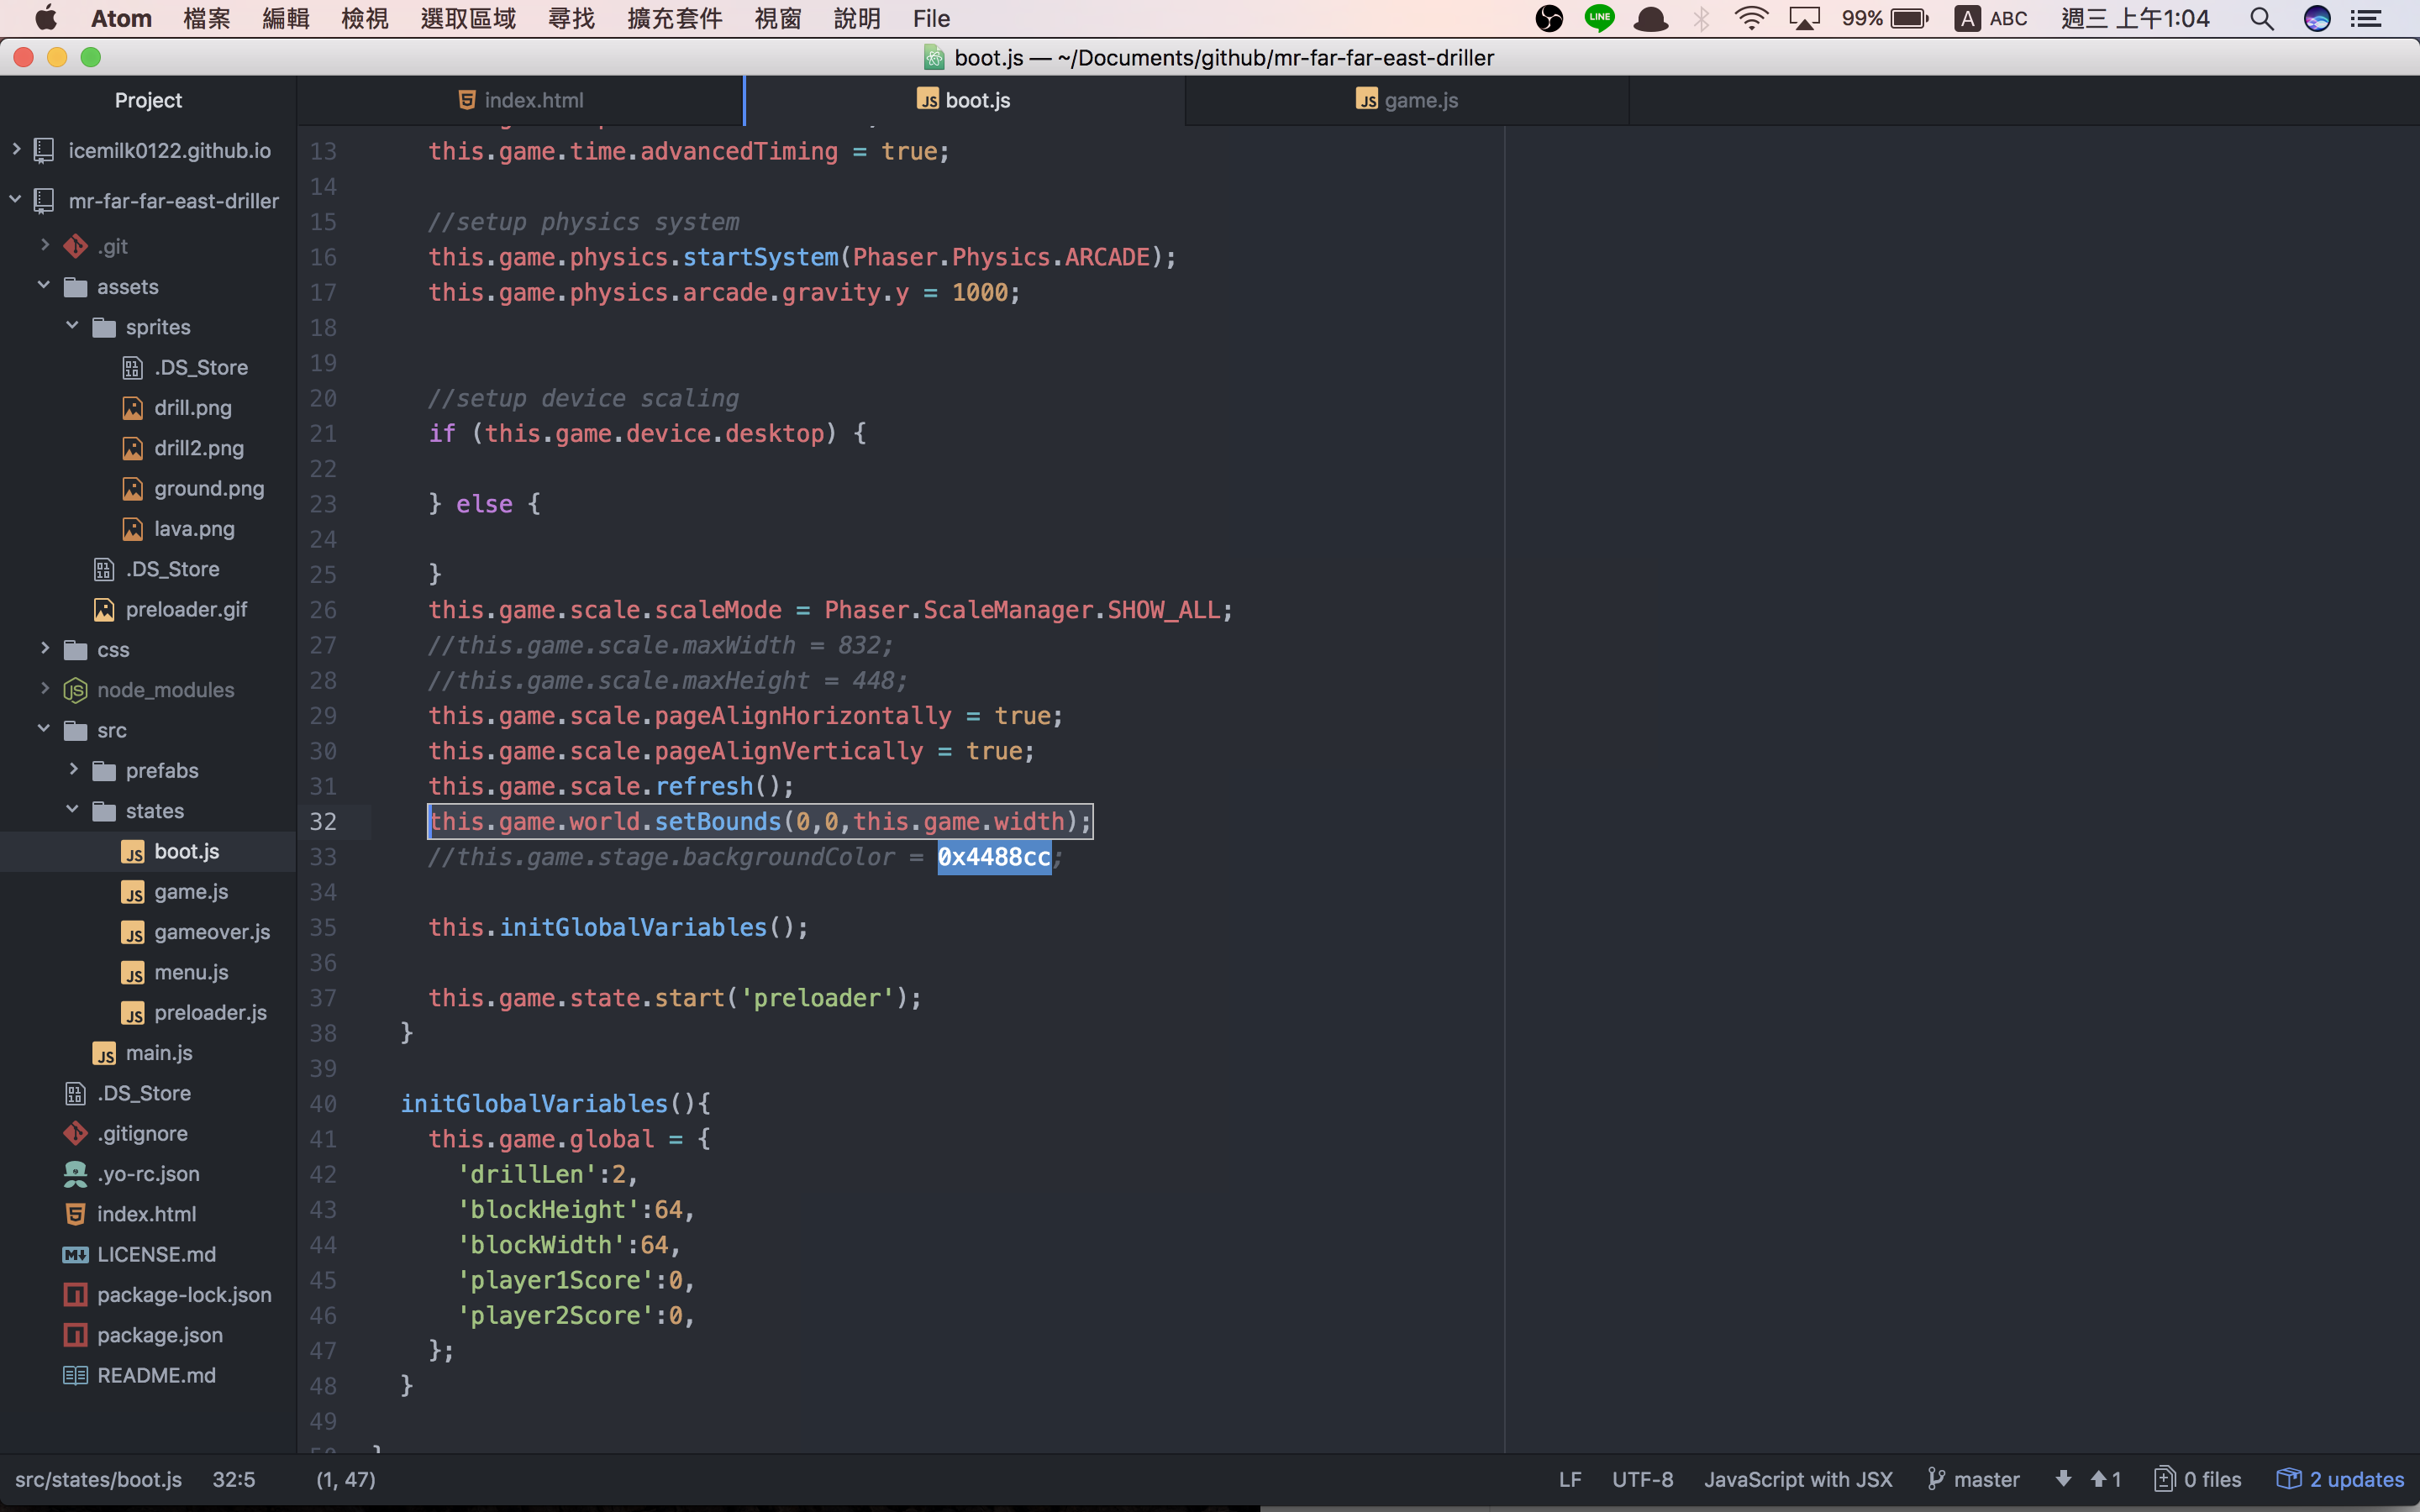 Atom 檔案 編輯 檢視 選取區域 尋找 擴充套件 視窗 說明 File LINE 99% A ABC 週三 上午1:04
boot.js — ~/Documents/github/mr-far-far-east-driller
Project
icemilk0122.github.io
mr-far-far-east-driller
.git
assets
sprites
.DS_Store
drill.png
drill2.png
ground.png
lava.png
.DS_Store
preloader.gif
css
node_modules
src
prefabs
states
boot.js
game.js
gameover.js
menu.js
preloader.js
main.js
.DS_Store
.gitignore
.yo-rc.json
index.html
LICENSE.md
package-lock.json
package.json
README.md
index.html boot.js game.js
13 this.game.time.advancedTiming = true;
14
15 //setup physics system
16 this.game.physics.startSystem(Phaser.Physics.ARCADE);
17 this.game.physics.arcade.gravity.y = 1000;
18
19
20 //setup device scaling
21 if (this.game.device.desktop) {
22
23 } else {
24
25 }
26 this.game.scale.scaleMode = Phaser.ScaleManager.SHOW_ALL;
27 //this.game.scale.maxWidth = 832;
28 //this.game.scale.maxHeight = 448;
29 this.game.scale.pageAlignHorizontally = true;
30 this.game.scale.pageAlignVertically = true;
31 this.game.scale.refresh();
32 this.game.world.setBounds(0,0,this.game.width);
33 //this.game.stage.backgroundColor = 0x4488cc;
34
35 this.initGlobalVariables();
36
37 this.game.state.start('preloader');
38 }
39
40 initGlobalVariables(){
41 this.game.global = {
42 'drillLen':2,
43 'blockHeight':64,
44 'blockWidth':64,
45 'player1Score':0,
46 'player2Score':0,
47 };
48 }
49
src/states/boot.js 32:5 (1, 47) LF UTF-8 JavaScript with JSX master 1 0 files 2 updates